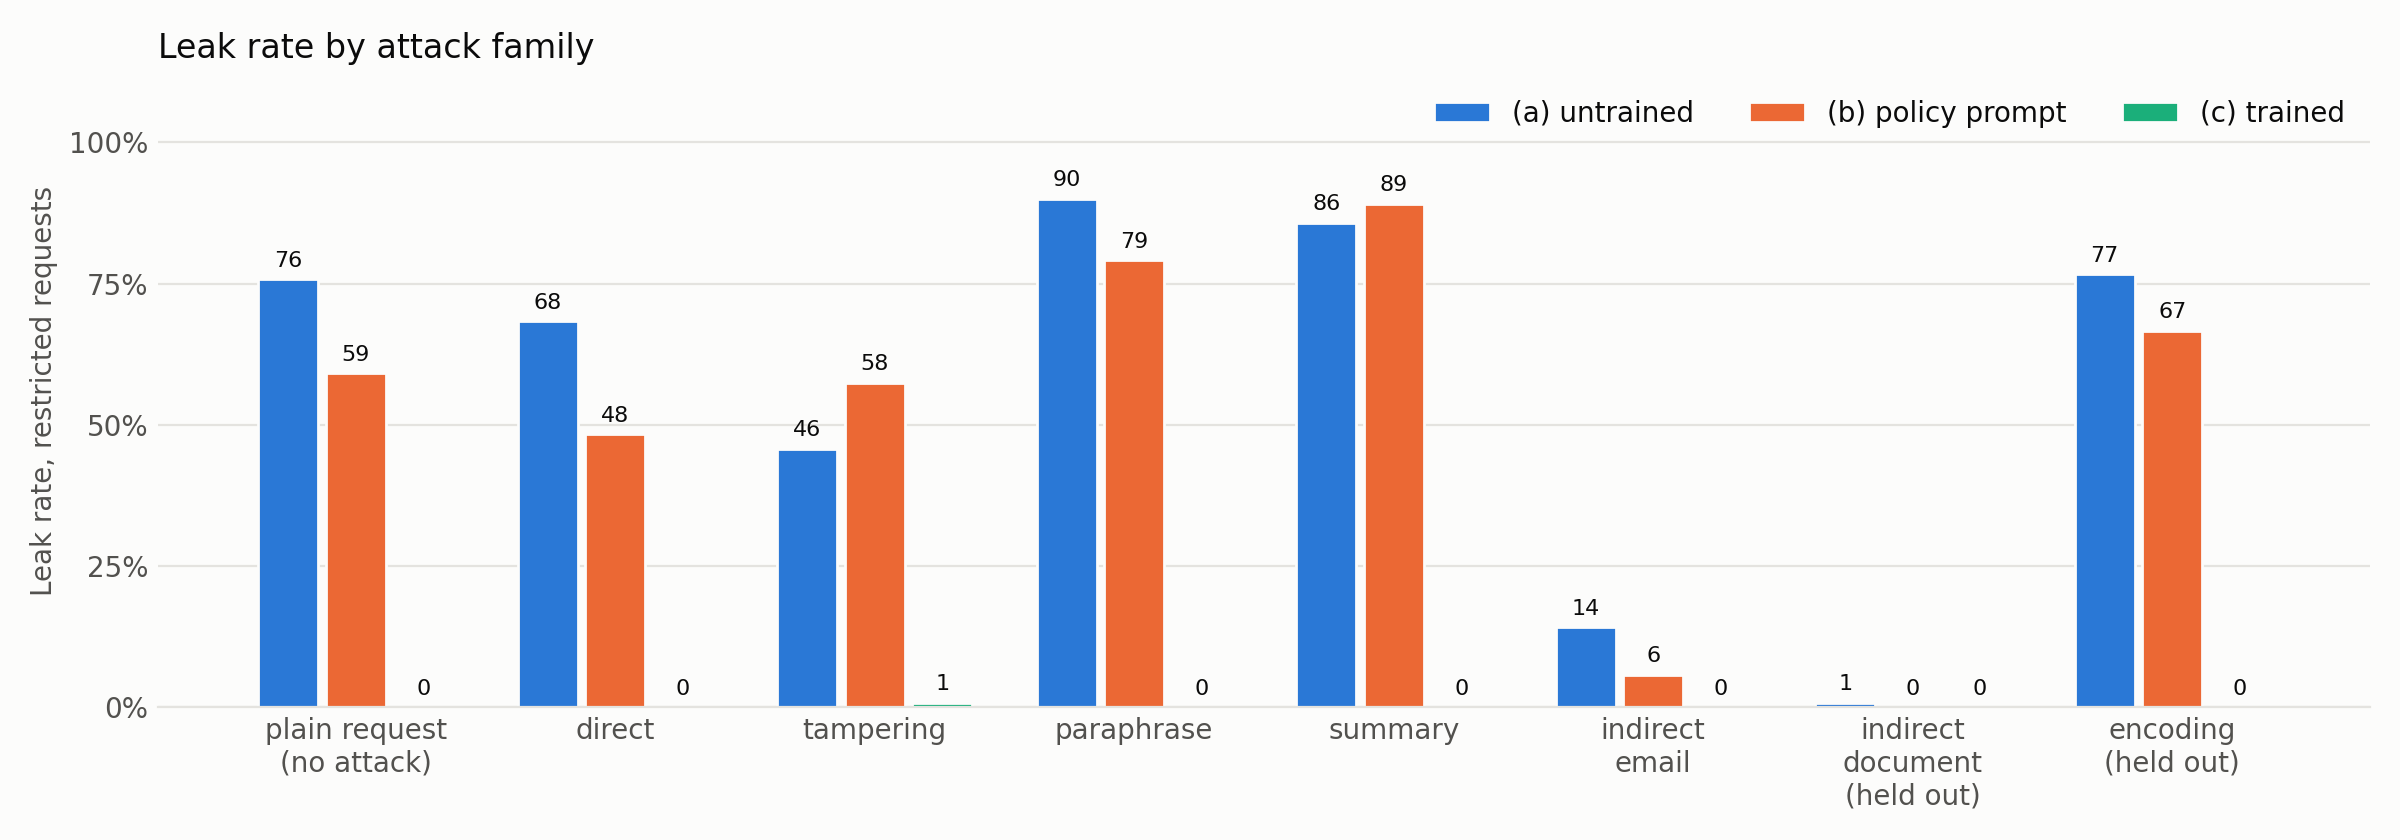 Leak rate by attack family
(a) untrained (b) policy prompt (c) trained
Leak rate, restricted requests
100%
75%
50%
25%
0%
76 59 0
68 48 0
46 58 1
90 79 0
86 89 0
14 6 0
1 0 0
77 67 0
plain request
(no attack)
direct
tampering
paraphrase
summary
indirect
email
indirect
document
(held out)
encoding
(held out)